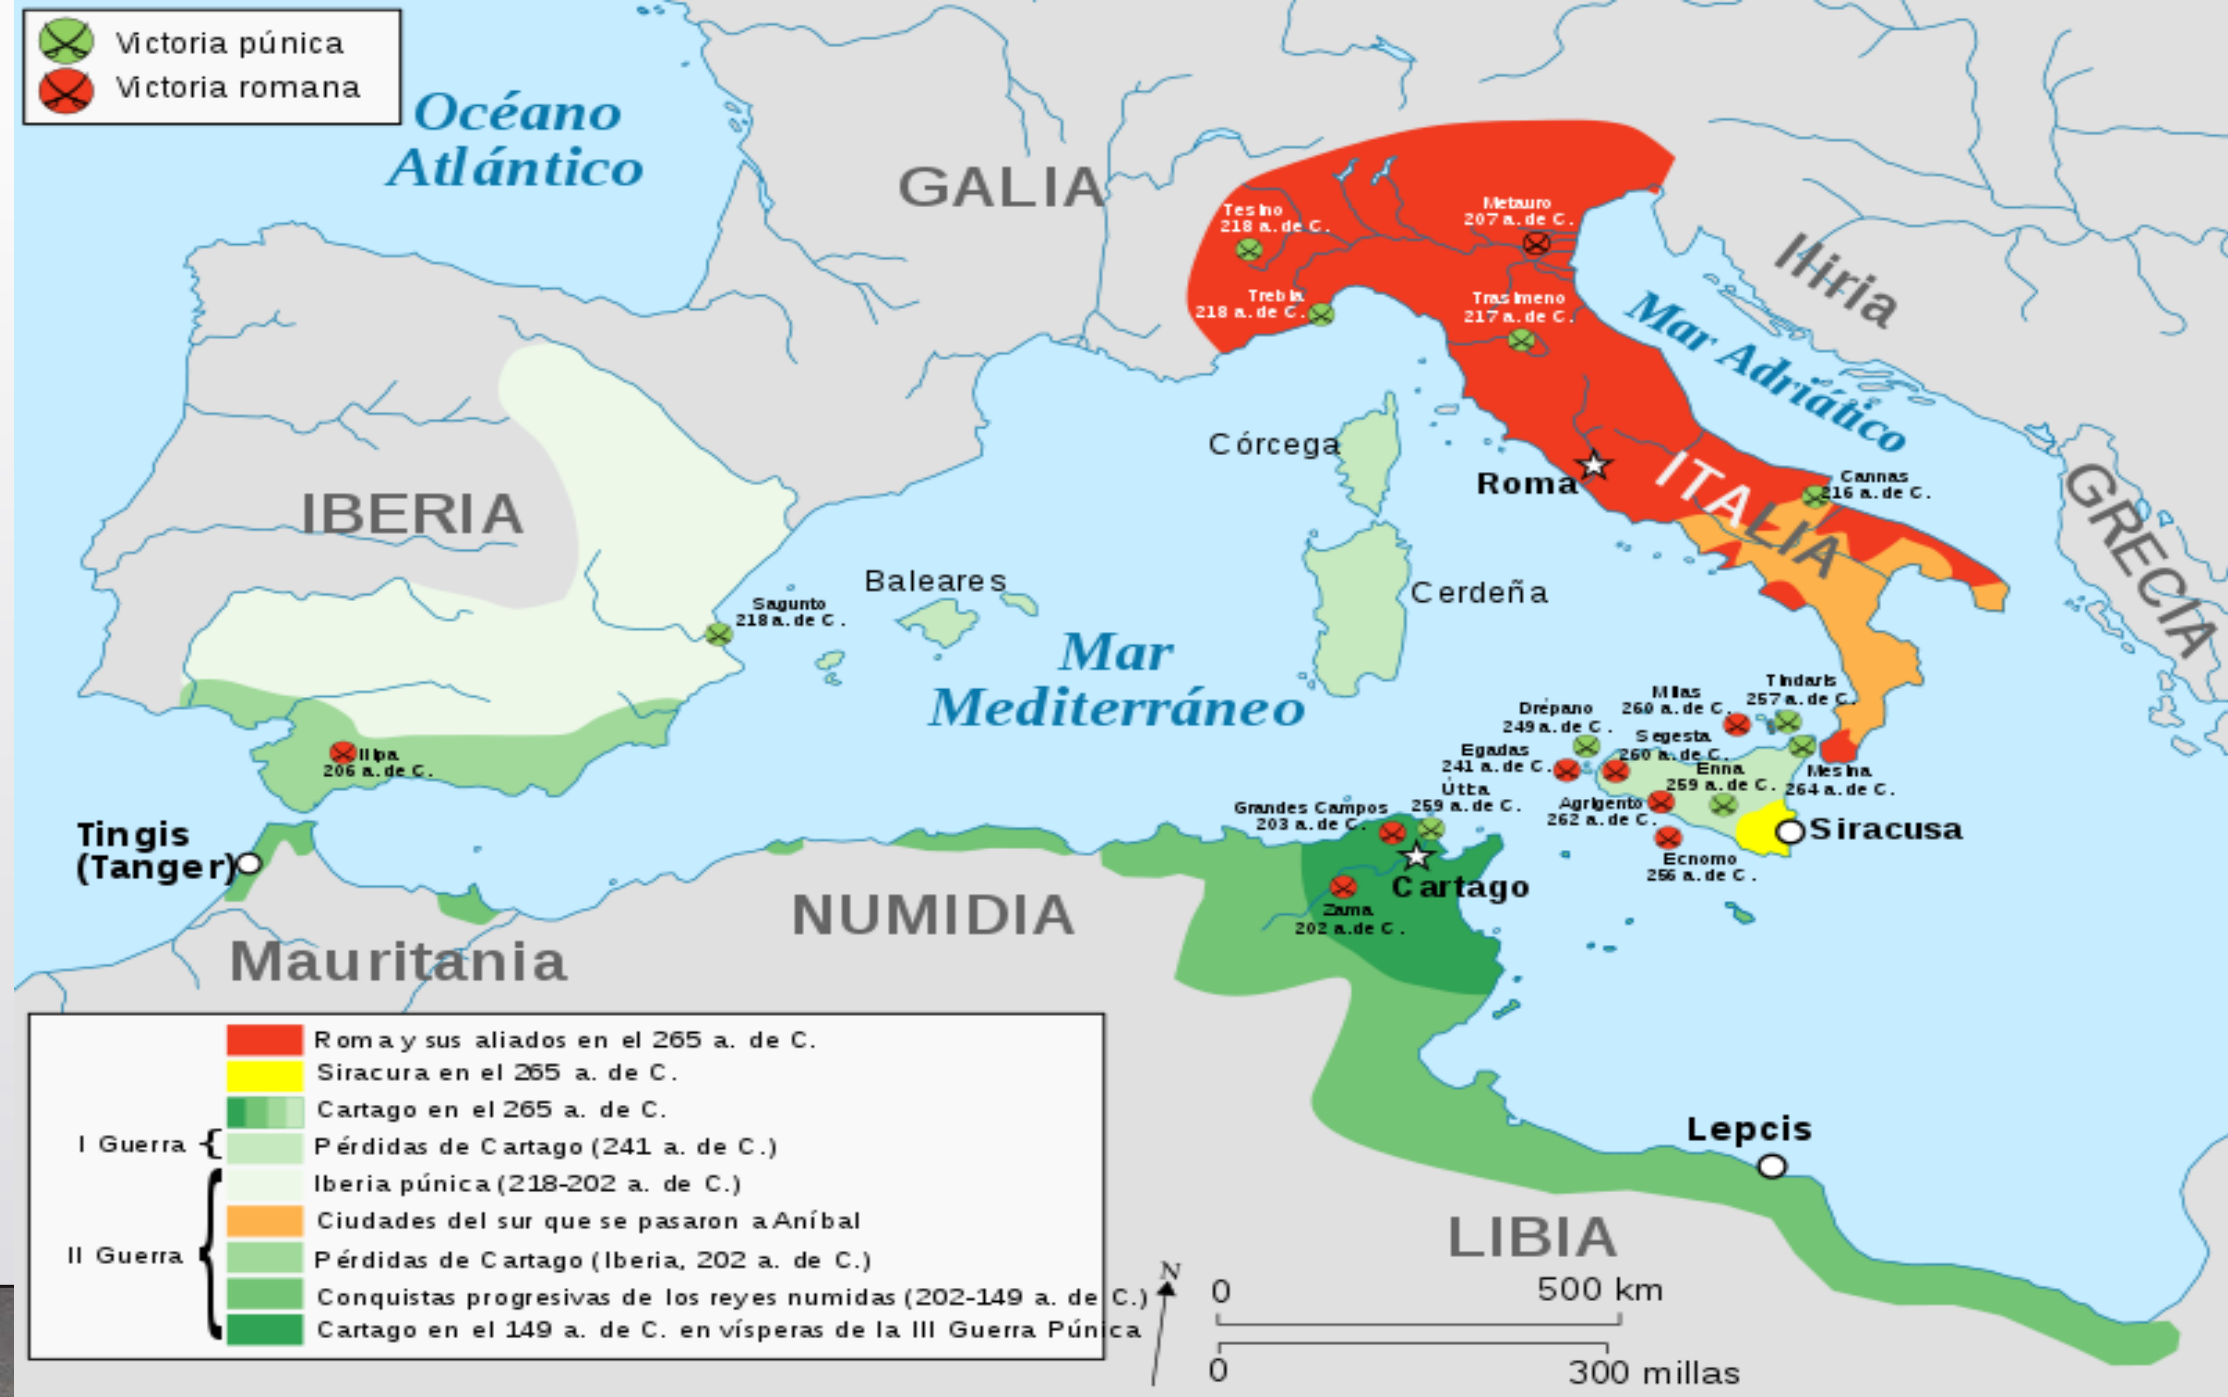 Victoria púnica
Victoria romana
Océano
Atlántico
GALIA
Tesino
218 a. de C.
Metauro
207 a. de C.
Trebia
218 a. de C.
Trasimeno
217 a. de C.
Iliria
Mar Adriático
Córcega
Roma
ITALIA
Cannas
216 a. de C.
GRECIA
IBERIA
Baleares
Cerdeña
Sagunto
218 a. de C.
Mar
Mediterráneo
Tindaris
257 a. de C.
Milas
260 a. de C.
Drépano
249 a. de C.
Segesta
260 a. de C.
Egadas
241 a. de C.
Enna
259 a. de C.
Mesina
264 a. de C.
Ilipa
206 a. de C.
Útica
259 a. de C.
Grandes Campos
203 a. de C.
Agrigento
262 a. de C.
Siracusa
Ecnomo
256 a. de C.
Tingis
(Tanger)
Cartago
Zama
202 a. de C.
NUMIDIA
Mauritania
Roma y sus aliados en el 265 a. de C.
Siracura en el 265 a. de C.
Cartago en el 265 a. de C.
I Guerra {
Pérdidas de Cartago (241 a. de C.)
Iberia púnica (218-202 a. de C.)
Ciudades del sur que se pasaron a Aníbal
II Guerra {
Pérdidas de Cartago (Iberia, 202 a. de C.)
Conquistas progresivas de los reyes numidas (202-149 a. de C.)
Cartago en el 149 a. de C. en vísperas de la III Guerra Púnica
Lepcis
LIBIA
N
0 500 km
0 300 millas